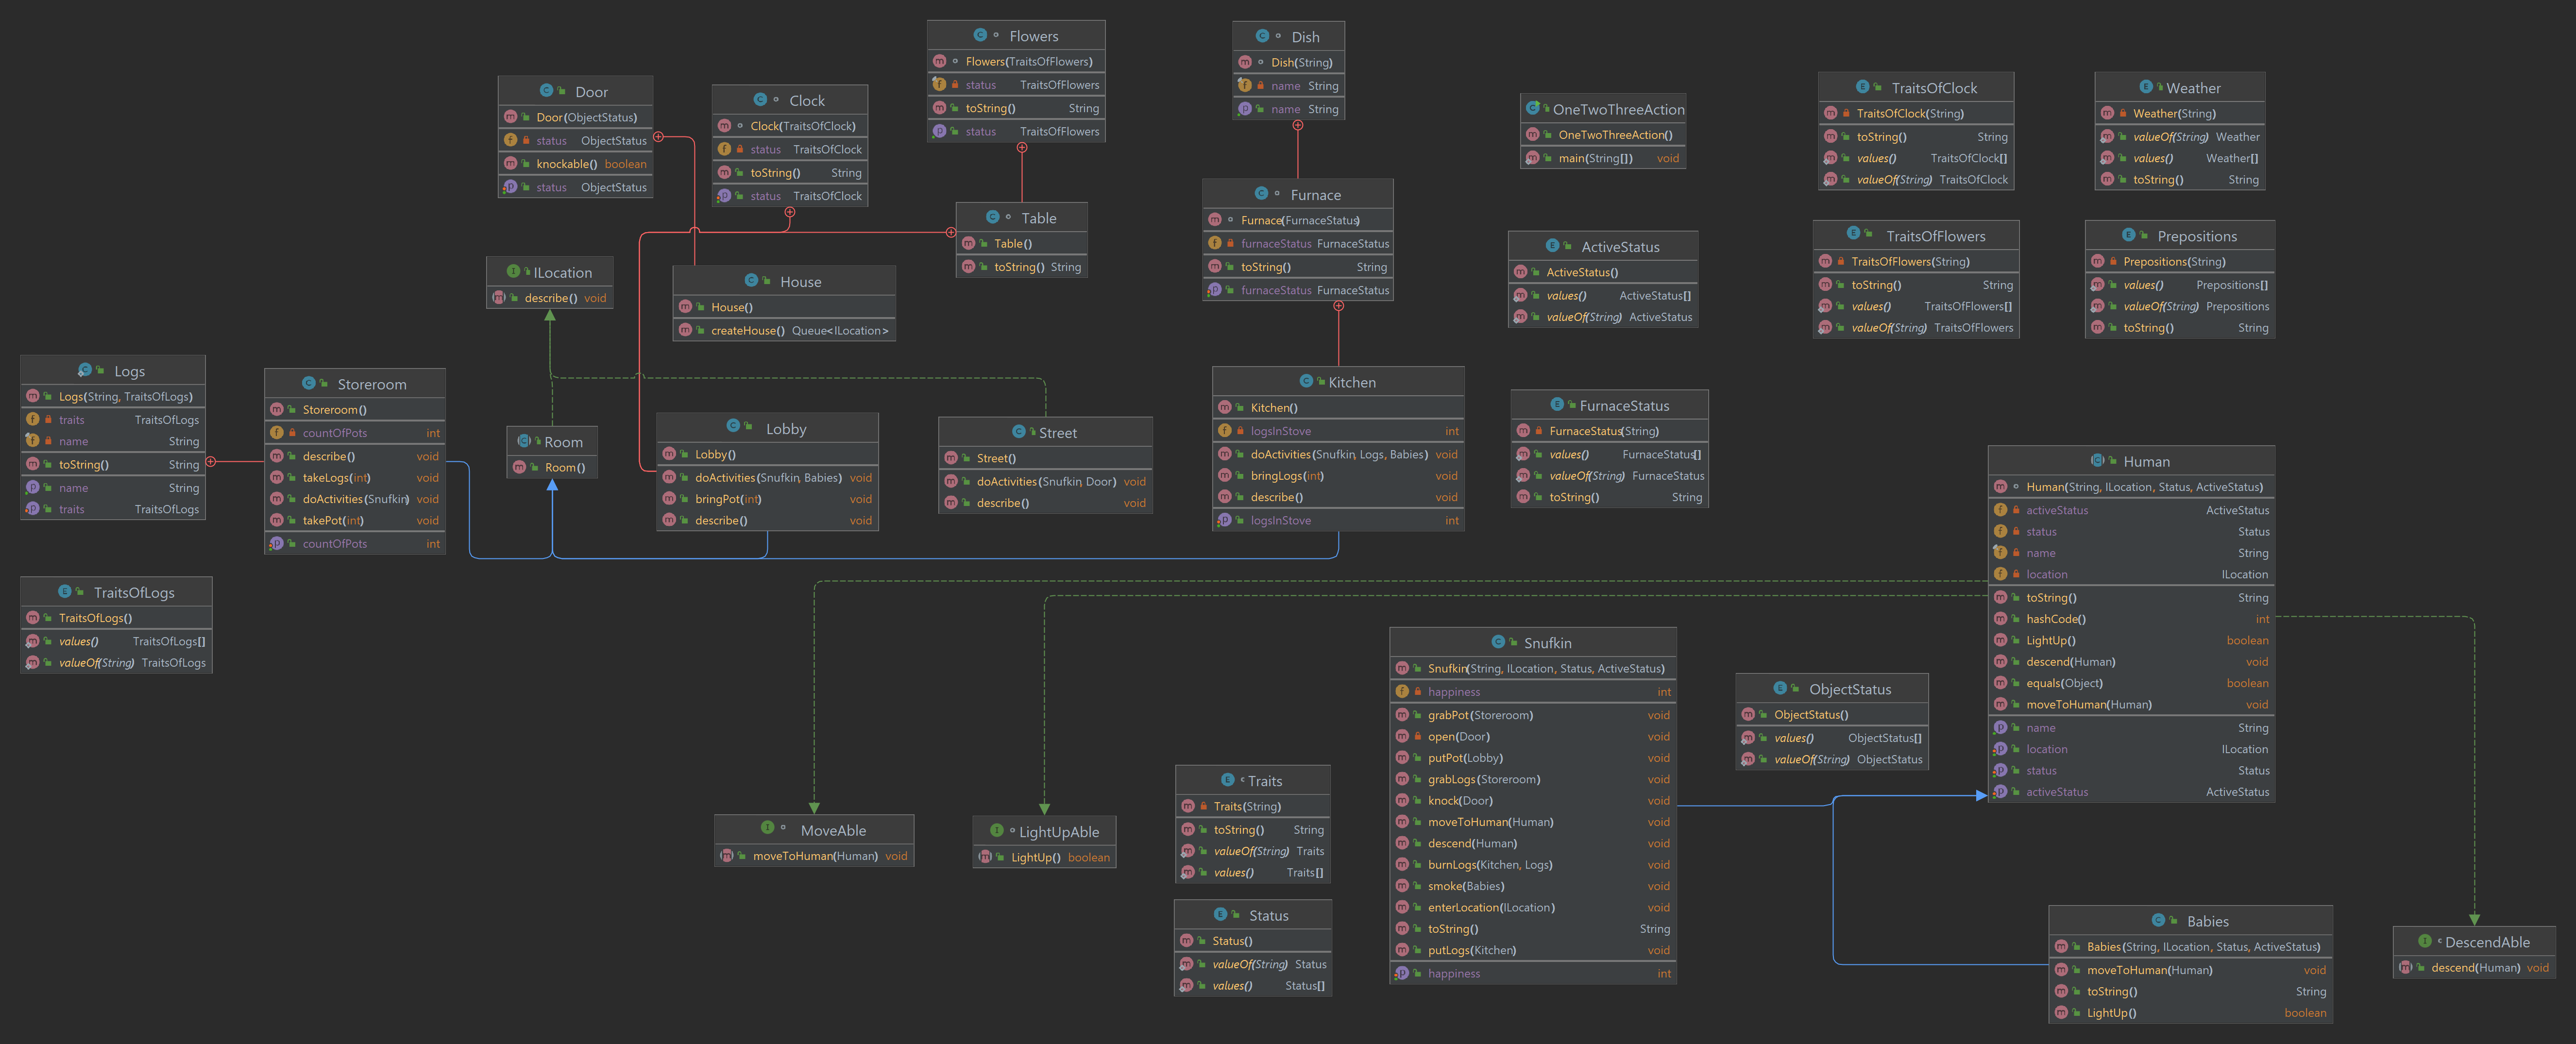 Flowers
Flowers(TraitsOfFlowers)
status TraitsOfFlowers
toString() String
status TraitsOfFlowers
Dish
Dish(String)
name String
name String
Door
Door(ObjectStatus)
status ObjectStatus
knockable() boolean
status ObjectStatus
Clock
Clock(TraitsOfClock)
status TraitsOfClock
toString() String
status TraitsOfClock
OneTwoThreeAction
OneTwoThreeAction()
main(String[]) void
TraitsOfClock
TraitsOfClock(String)
toString() String
values() TraitsOfClock[]
valueOf(String) TraitsOfClock
Weather
Weather(String)
valueOf(String) Weather
values() Weather[]
toString() String
Table
Table()
toString() String
Furnace
Furnace(FurnaceStatus)
furnaceStatus FurnaceStatus
toString() String
furnaceStatus FurnaceStatus
ILocation
describe() void
House
House()
createHouse() Queue<ILocation>
ActiveStatus
ActiveStatus()
values() ActiveStatus[]
valueOf(String) ActiveStatus
TraitsOfFlowers
TraitsOfFlowers(String)
toString() String
values() TraitsOfFlowers[]
valueOf(String) TraitsOfFlowers
Prepositions
Prepositions(String)
values() Prepositions[]
valueOf(String) Prepositions
toString() String
Logs
Logs(String, TraitsOfLogs)
traits TraitsOfLogs
name String
toString() String
name String
traits TraitsOfLogs
Storeroom
Storeroom()
countOfPots int
describe() void
takeLogs(int) void
doActivities(Snufkin) void
takePot(int) void
countOfPots int
Room
Room()
Lobby
Lobby()
doActivities(Snufkin, Babies) void
bringPot(int) void
describe() void
Street
Street()
doActivities(Snufkin, Door) void
describe() void
Kitchen
Kitchen()
logsInStove int
doActivities(Snufkin, Logs, Babies) void
bringLogs(int) void
describe() void
logsInStove int
FurnaceStatus
FurnaceStatus(String)
values() FurnaceStatus[]
valueOf(String) FurnaceStatus
toString() String
Human
Human(String, ILocation, Status, ActiveStatus)
activeStatus ActiveStatus
status Status
name String
location ILocation
toString() String
hashCode() int
LightUp() boolean
descend(Human) void
equals(Object) boolean
moveToHuman(Human) void
name String
location ILocation
status Status
activeStatus ActiveStatus
TraitsOfLogs
TraitsOfLogs()
values() TraitsOfLogs[]
valueOf(String) TraitsOfLogs
Snufkin
Snufkin(String, ILocation, Status, ActiveStatus)
happiness int
grabPot(Storeroom) void
open(Door) void
putPot(Lobby) void
grabLogs(Storeroom) void
knock(Door) void
moveToHuman(Human) void
descend(Human) void
burnLogs(Kitchen, Logs) void
smoke(Babies) void
enterLocation(ILocation) void
toString() String
putLogs(Kitchen) void
happiness int
ObjectStatus
ObjectStatus()
values() ObjectStatus[]
valueOf(String) ObjectStatus
MoveAble
moveToHuman(Human) void
LightUpAble
LightUp() boolean
Traits
Traits(String)
toString() String
valueOf(String) Traits
values() Traits[]
Status
Status()
valueOf(String) Status
values() Status[]
Babies
Babies(String, ILocation, Status, ActiveStatus)
moveToHuman(Human) void
toString() String
LightUp() boolean
DescendAble
descend(Human) void